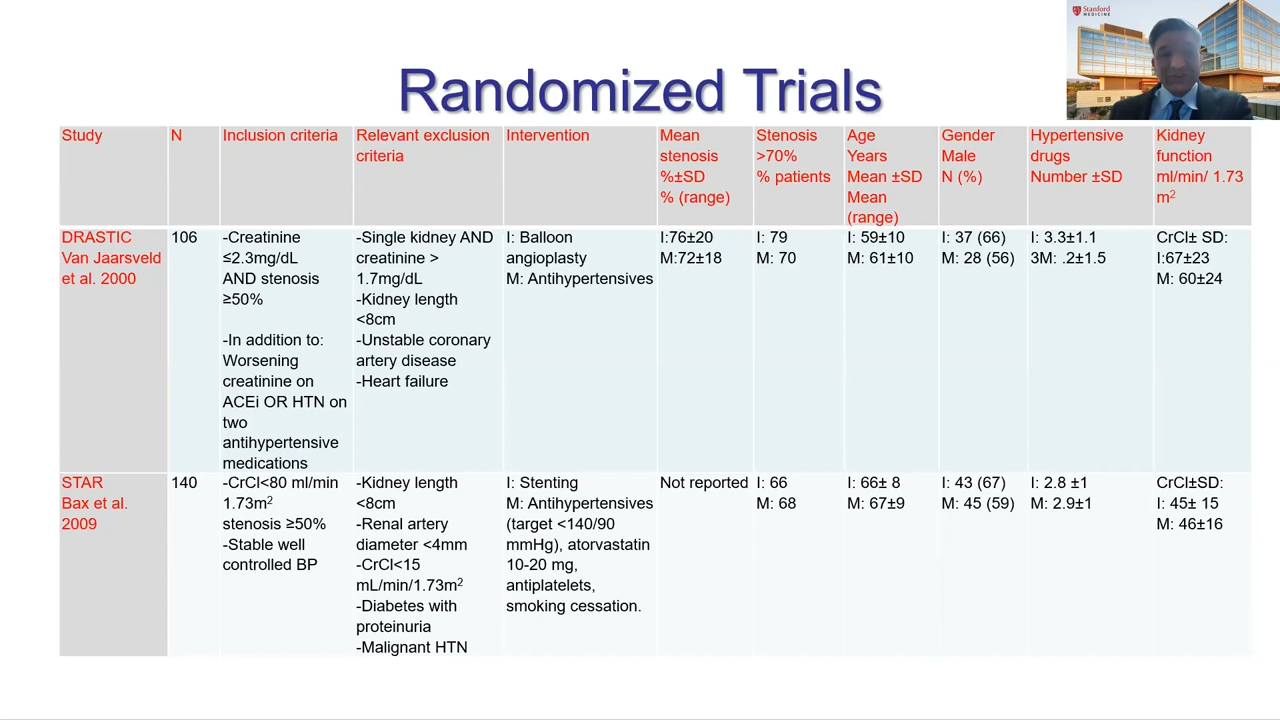 Stanford
MEDICINE
Randomized Trials
Study
N
Inclusion criteria
Relevant exclusion
criteria
Intervention
Mean
stenosis
%±SD
% (range)
Stenosis
>70%
% patients
Age
Years
Mean ±SD
Mean
(range)
Gender
Male
N (%)
Hypertensive
drugs
Number ±SD
Kidney
function
ml/min/ 1.73
m²
DRASTIC
Van Jaarsveld
et al. 2000
106
-Creatinine
≤2.3mg/dL
AND stenosis
≥50%
-In addition to:
Worsening
creatinine on
ACEi OR HTN on
two
antihypertensive
medications
-Single kidney AND
creatinine >
1.7mg/dL
-Kidney length
<8cm
-Unstable coronary
artery disease
-Heart failure
I: Balloon
angioplasty
M: Antihypertensives
I:76±20
M:72±18
I: 79
M: 70
I: 59±10
M: 61±10
I: 37 (66)
M: 28 (56)
I: 3.3±1.1
3M: .2±1.5
CrCl± SD:
I:67±23
M: 60±24
STAR
Bax et al.
2009
140
-CrCl<80 ml/min
1.73m²
stenosis ≥50%
-Stable well
controlled BP
-Kidney length
<8cm
-Renal artery
diameter <4mm
-CrCl<15
mL/min/1.73m²
-Diabetes with
proteinuria
-Malignant HTN
I: Stenting
M: Antihypertensives
(target <140/90
mmHg), atorvastatin
10-20 mg,
antiplatelets,
smoking cessation.
Not reported
I: 66
M: 68
I: 66± 8
M: 67±9
I: 43 (67)
M: 45 (59)
I: 2.8 ±1
M: 2.9±1
CrCl±SD:
I: 45± 15
M: 46±16